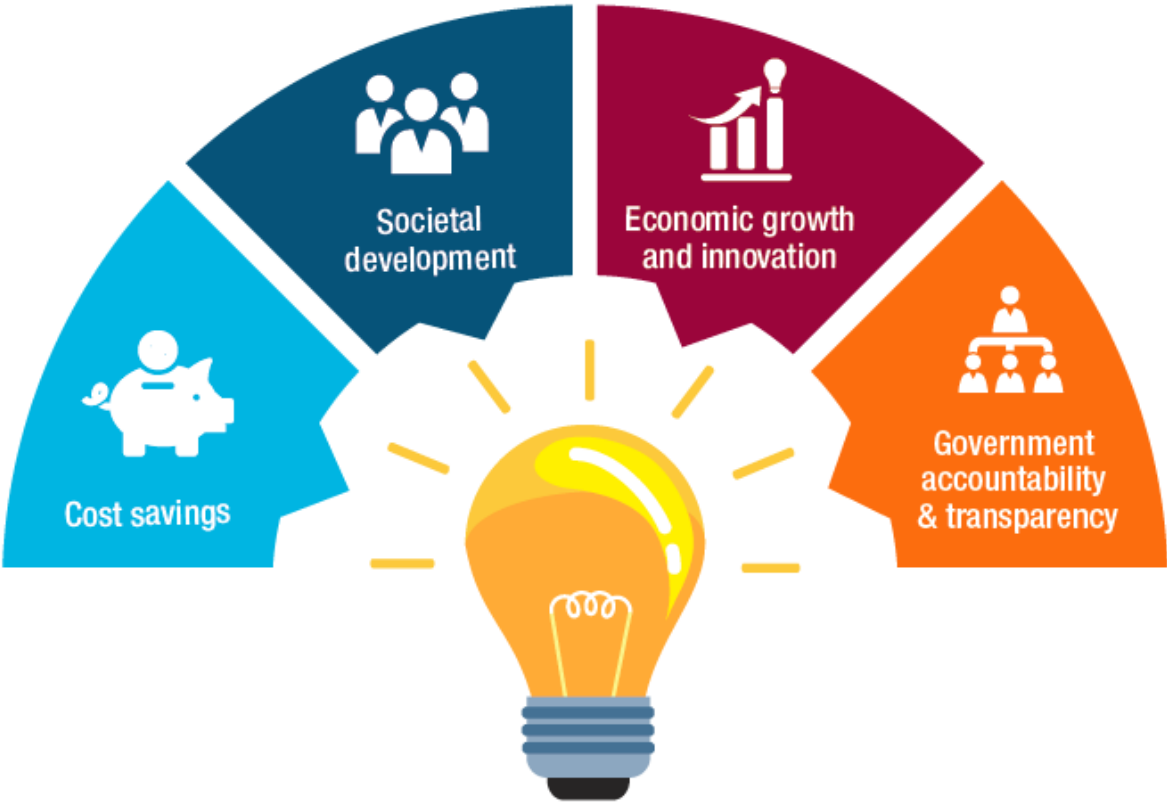 Societal
development
Economic growth
and innovation
Cost savings
Government
accountability
& transparency